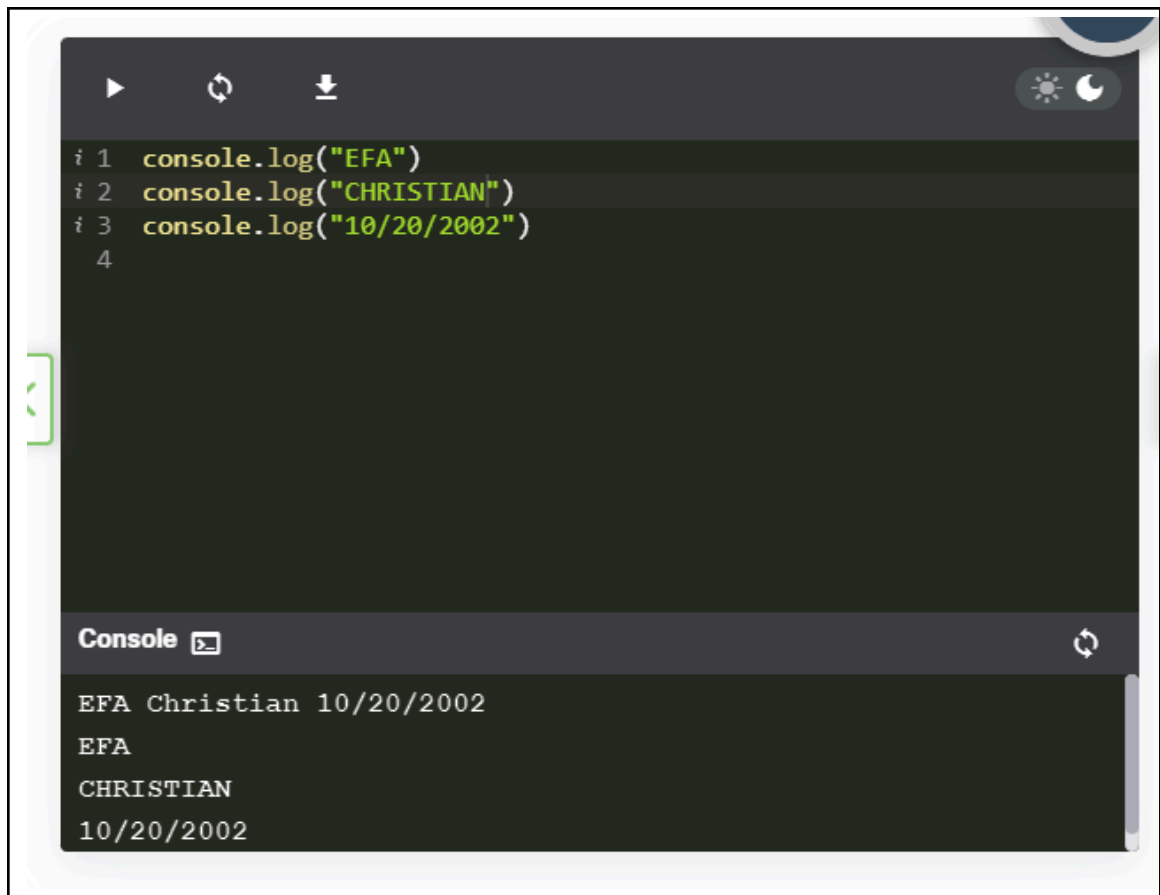 i 1 console.log("EFA")
i 2 console.log("CHRISTIAN")
i 3 console.log("10/20/2002")
4
Console
EFA Christian 10/20/2002
EFA
CHRISTIAN
10/20/2002